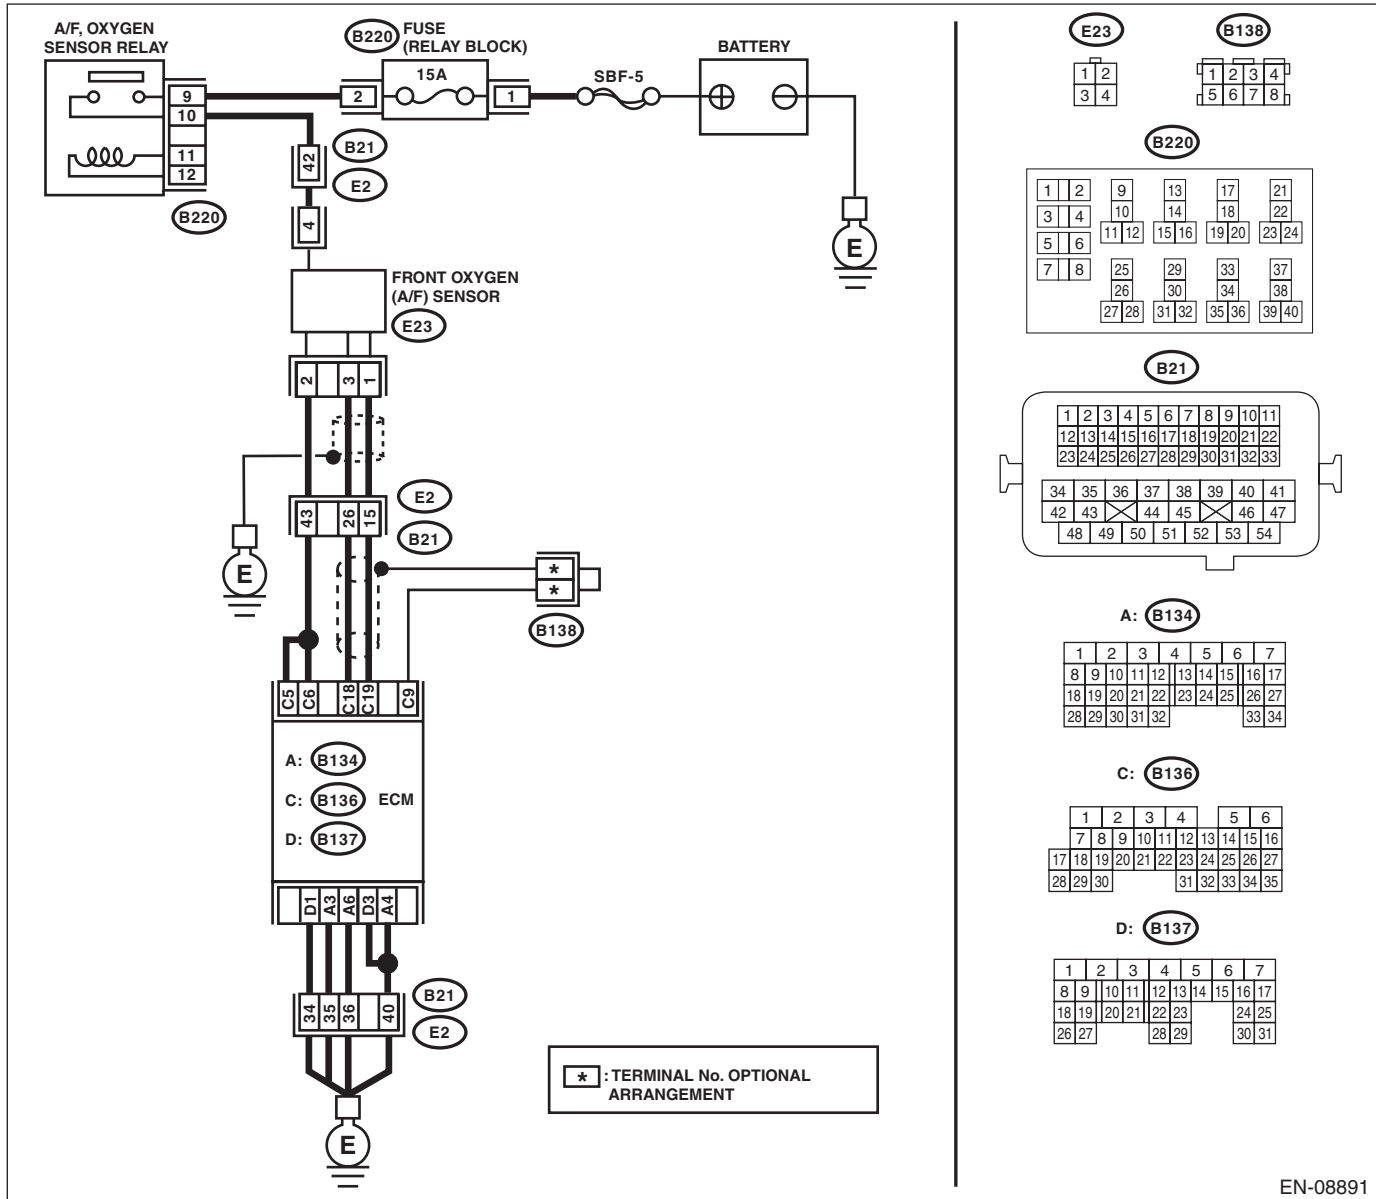 A/F, OXYGEN
SENSOR RELAY
B220
FUSE
(RELAY BLOCK)
15A
2
1
SBF-5
BATTERY
9
10
11
12
B220
42
B21
E2
4
E
FRONT OXYGEN
(A/F) SENSOR
E23
2 3 1
E2
43 26 15
B21
E
*
*
B138
C5 C6 C18 C19 C9
A: B134
C: B136 ECM
D: B137
D1 A3 A6 D3 A4
B21
34 35 36 40
E2
E
* : TERMINAL No. OPTIONAL
ARRANGEMENT
E23
1 2
3 4
B138
1 2 3 4
5 6 7 8
B220
1 2 9 13 17 21
3 4 10 14 18 22
11 12 15 16 19 20 23 24
5 6
7 8 25 29 33 37
26 30 34 38
27 28 31 32 35 36 39 40
B21
1 2 3 4 5 6 7 8 9 10 11
12 13 14 15 16 17 18 19 20 21 22
23 24 25 26 27 28 29 30 31 32 33
34 35 36 37 38 39 40 41
42 43 44 45 46 47
48 49 50 51 52 53 54
A: B134
1 2 3 4 5 6 7
8 9 10 11 12 13 14 15 16 17
18 19 20 21 22 23 24 25 26 27
28 29 30 31 32 33 34
C: B136
1 2 3 4 5 6
7 8 9 10 11 12 13 14 15 16
17 18 19 20 21 22 23 24 25 26 27
28 29 30 31 32 33 34 35
D: B137
1 2 3 4 5 6 7
8 9 10 11 12 13 14 15 16 17
18 19 20 21 22 23 24 25
26 27 28 29 30 31
EN-08891